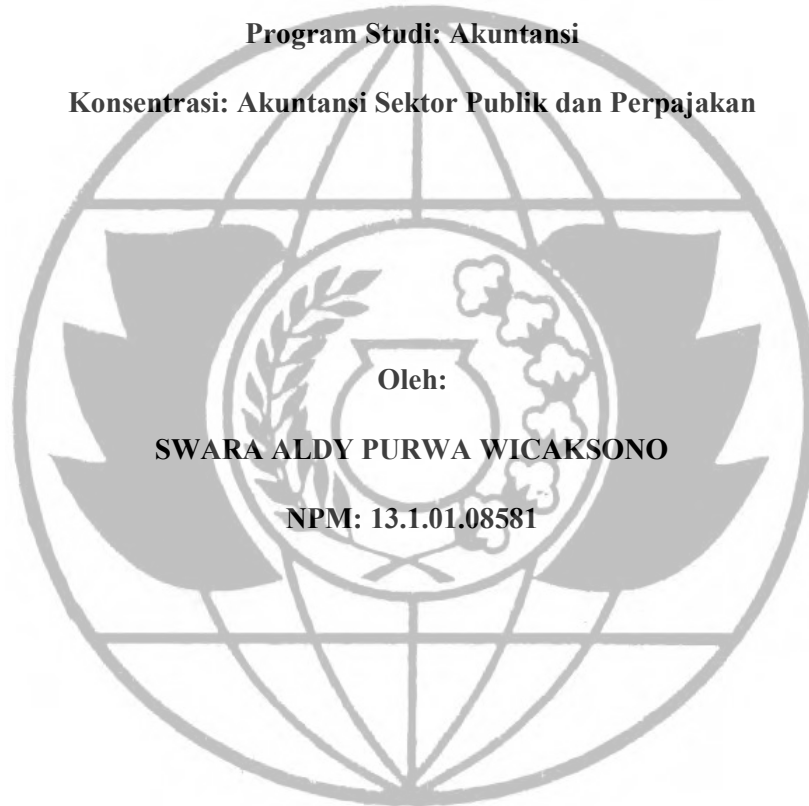 Program Studi: Akuntansi
Konsentrasi: Akuntansi Sektor Publik dan Perpajakan
Oleh:
SWARA ALDY PURWA WICAKSONO
NPM: 13.1.01.08581